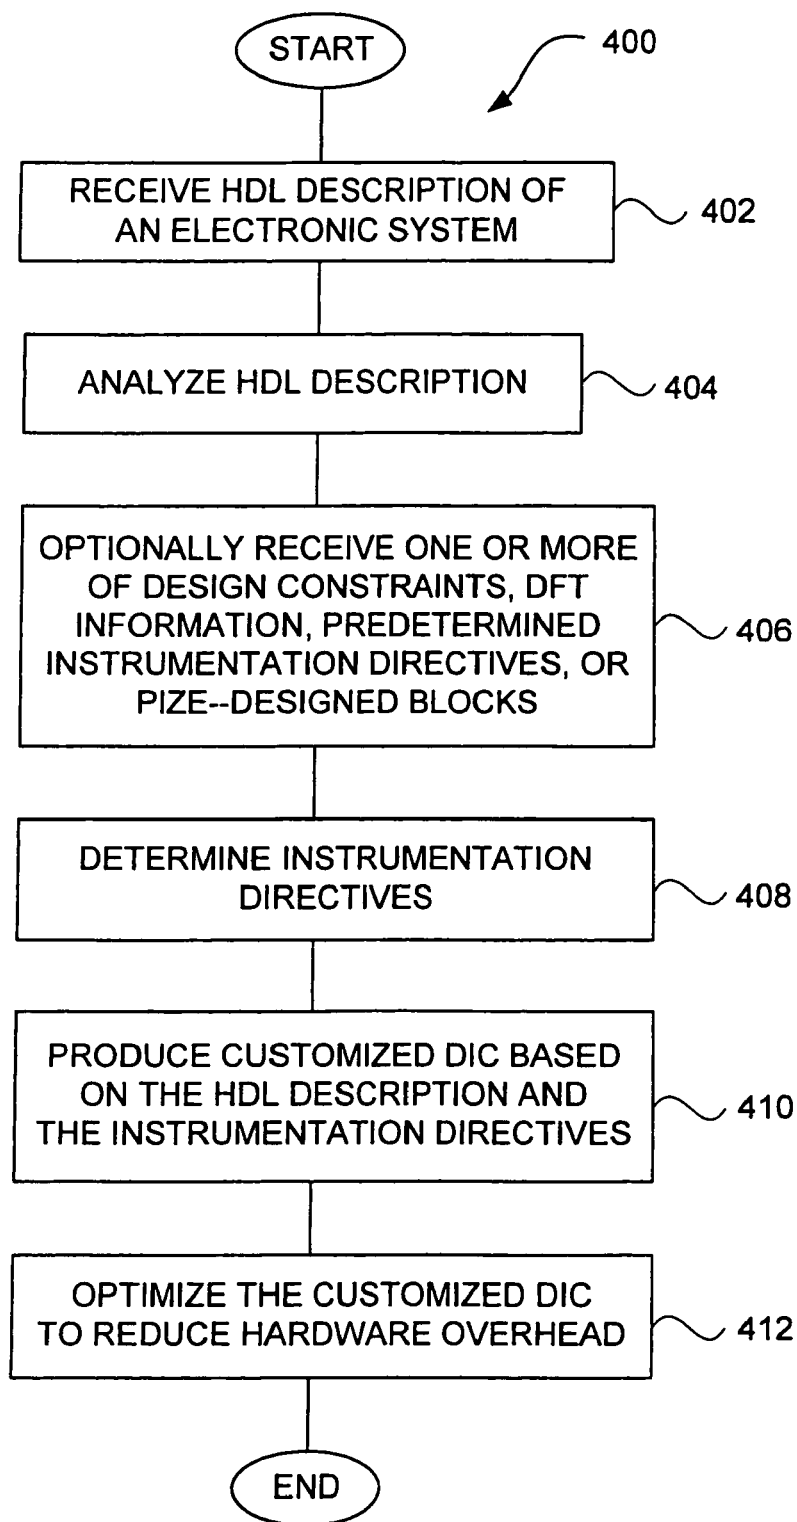 START
400
RECEIVE HDL DESCRIPTION OF
AN ELECTRONIC SYSTEM
402
ANALYZE HDL DESCRIPTION
404
OPTIONALLY RECEIVE ONE OR MORE
OF DESIGN CONSTRAINTS, DFT
INFORMATION, PREDETERMINED
INSTRUMENTATION DIRECTIVES, OR
PIZE--DESIGNED BLOCKS
406
DETERMINE INSTRUMENTATION
DIRECTIVES
408
PRODUCE CUSTOMIZED DIC BASED
ON THE HDL DESCRIPTION AND
THE INSTRUMENTATION DIRECTIVES
410
OPTIMIZE THE CUSTOMIZED DIC
TO REDUCE HARDWARE OVERHEAD
412
END